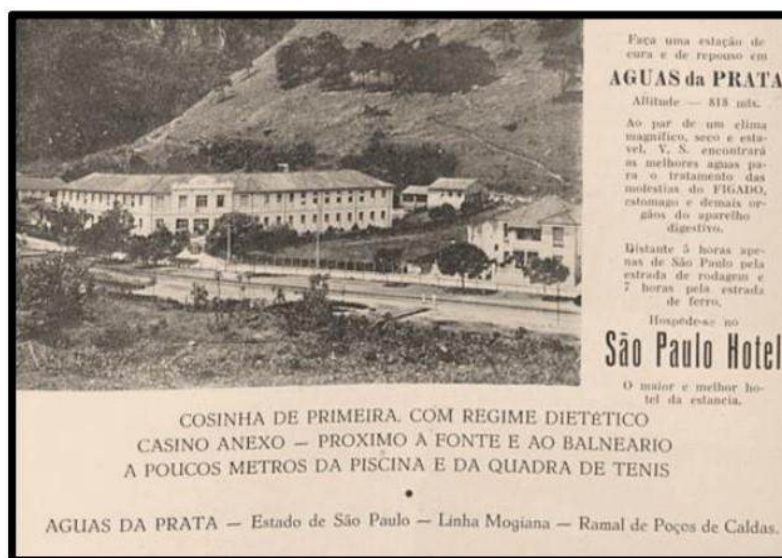 Faça uma estação de
cura e de repouso em
AGUAS da PRATA
Altitude — 818 mts.
Ao par de um clima
magnifico, seco e esta-
vel, V. S. encontrará
as melhores aguas pa-
ra o tratamento das
molestias do FIGADO,
estomago e demais or-
gãos do aparelho
digestivo.
Distante 5 horas ape-
nas de São Paulo pela
estrada de rodagem e
7 horas pela estrada
de ferro.
Hospede-se no
São Paulo Hotel
O maior e melhor ho-
tel da estancia.
COSINHA DE PRIMEIRA, COM REGIME DIETÉTICO
CASINO ANEXO — PROXIMO À FONTE E AO BALNEARIO
A POUCOS METROS DA PISCINA E DA QUADRA DE TENIS
AGUAS DA PRATA — Estado de São Paulo — Linha Mogiana — Ramal de Poços de Caldas.